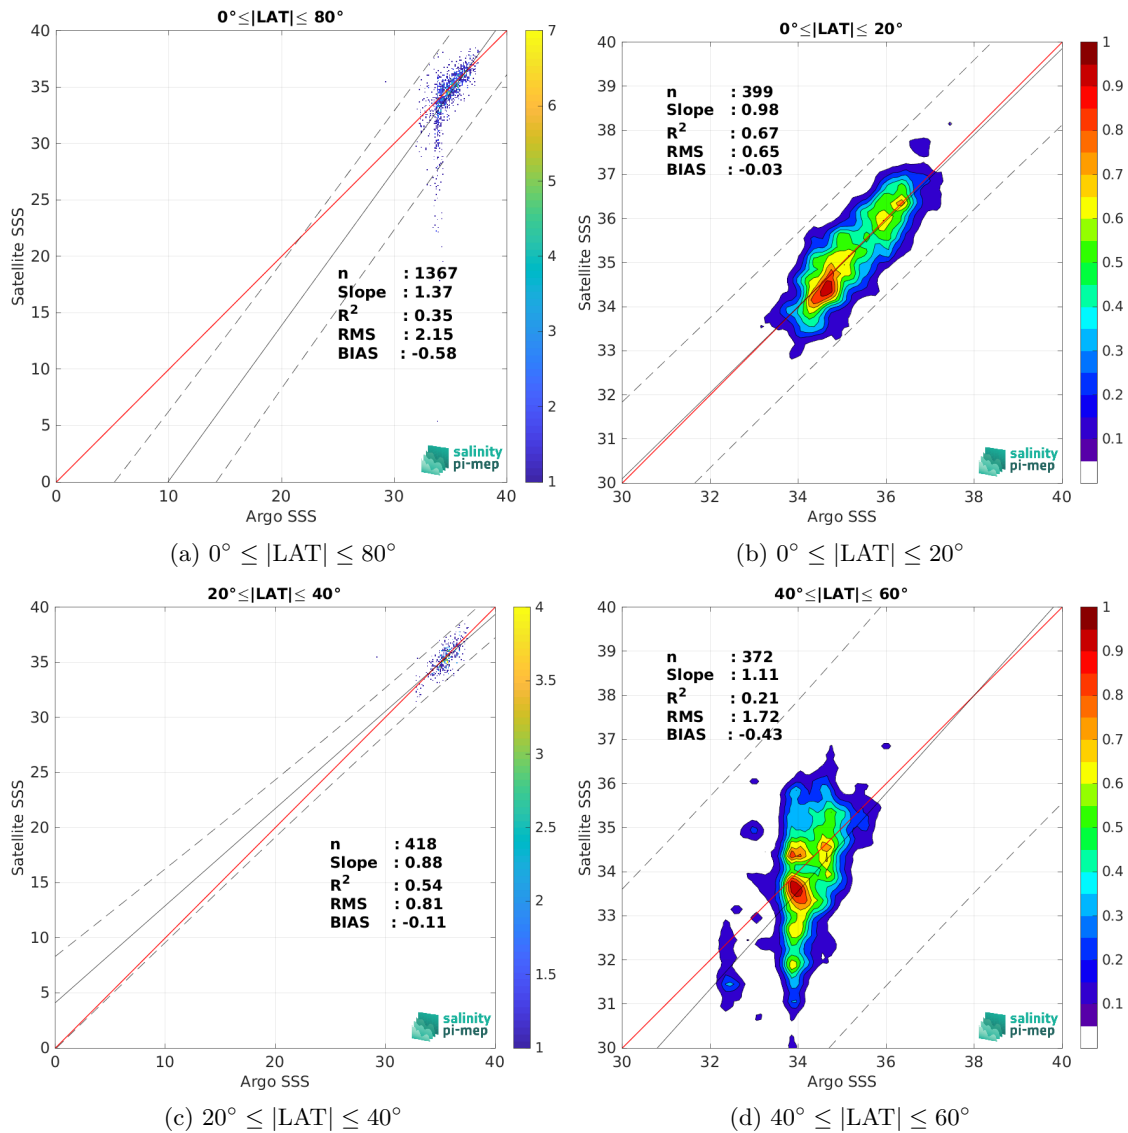 0°≤|LAT|≤ 80°
40
35
30
25
20
15
10
5
0
Satellite SSS
n : 1367
Slope : 1.37
R² : 0.35
RMS : 2.15
BIAS : -0.58
salinity
pi-mep
0 10 20 30 40
Argo SSS
7
6
5
4
3
2
1
(a) 0° ≤ |LAT| ≤ 80°
0°≤|LAT|≤ 20°
40
39
38
37
36
35
34
33
32
31
30
Satellite SSS
n : 399
Slope : 0.98
R² : 0.67
RMS : 0.65
BIAS : -0.03
salinity
pi-mep
30 32 34 36 38 40
Argo SSS
1
0.9
0.8
0.7
0.6
0.5
0.4
0.3
0.2
0.1
(b) 0° ≤ |LAT| ≤ 20°
20°≤|LAT|≤ 40°
40
35
30
25
20
15
10
5
0
Satellite SSS
n : 418
Slope : 0.88
R² : 0.54
RMS : 0.81
BIAS : -0.11
salinity
pi-mep
0 10 20 30 40
Argo SSS
4
3.5
3
2.5
2
1.5
1
(c) 20° ≤ |LAT| ≤ 40°
40°≤|LAT|≤ 60°
40
39
38
37
36
35
34
33
32
31
30
Satellite SSS
n : 372
Slope : 1.11
R² : 0.21
RMS : 1.72
BIAS : -0.43
salinity
pi-mep
30 32 34 36 38 40
Argo SSS
1
0.9
0.8
0.7
0.6
0.5
0.4
0.3
0.2
0.1
(d) 40° ≤ |LAT| ≤ 60°